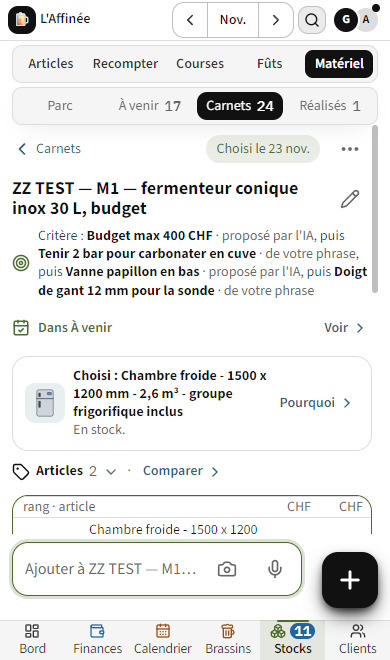 L'Affinée
Nov.
G
A
Articles
Recompter
Courses
Fûts
Matériel
Parc
À venir 17
Carnets 24
Réalisés 1
Carnets
Choisi le 23 nov.
ZZ TEST — M1 — fermenteur conique
inox 30 L, budget
Critère : Budget max 400 CHF · proposé par l'IA, puis
Tenir 2 bar pour carbonater en cuve · de votre phrase,
puis Vanne papillon en bas · proposé par l'IA, puis Doigt
de gant 12 mm pour la sonde · de votre phrase
Dans À venir
Voir
Choisi : Chambre froide - 1500 x
1200 mm - 2,6 m³ - groupe
frigorifique inclus
En stock.
Pourquoi
Articles 2 · Comparer
rang · article CHF CHF
Chambre froide - 1500 x 1200
Ajouter à ZZ TEST — M1…
Bord
Finances
Calendrier
Brassins
11
Stocks
Clients